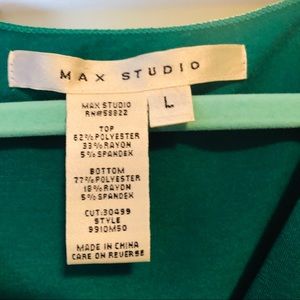 MAX STUDIO
L
MAX STUDIO
RN#58822
TOP
62% POLYESTER
33% RAYON
5% SPANDEX
BOTTOM
77% POLYESTER
18% RAYON
5% SPANDEX
CUT:30499
STYLE
9910M50
MADE IN CHINA
CARE ON REVERSE